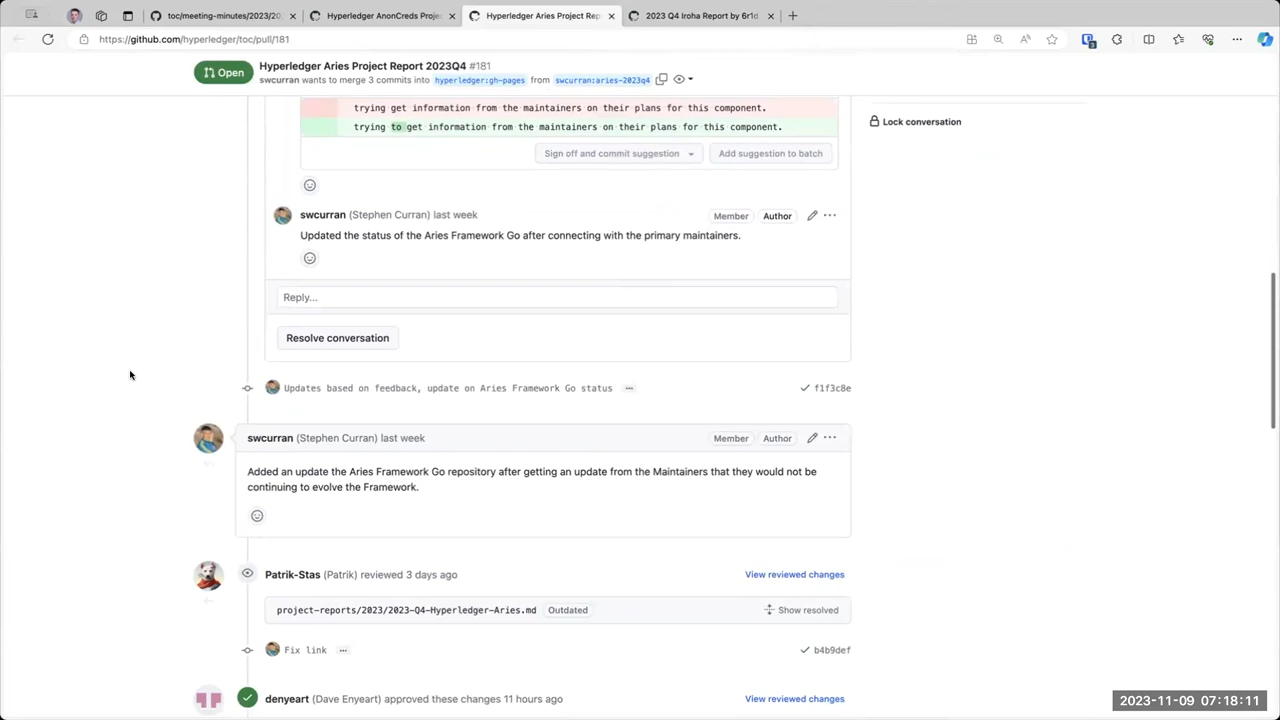 toc/meeting-minutes/2023/20
Hyperledger AnonCreds Proje
Hyperledger Aries Project Rep
2023 Q4 Iroha Report by 6r1d
https://github.com/hyperledger/toc/pull/181
Open
Hyperledger Aries Project Report 2023Q4 #181
swcurran wants to merge 3 commits into hyperledger:gh-pages from swcurran:aries-2023q4
trying get information from the maintainers on their plans for this component.
trying to get information from the maintainers on their plans for this component.
Sign off and commit suggestion
Add suggestion to batch
Lock conversation
swcurran (Stephen Curran) last week
Member
Author
Updated the status of the Aries Framework Go after connecting with the primary maintainers.
Reply...
Resolve conversation
Updates based on feedback, update on Aries Framework Go status
f1f3c8e
swcurran (Stephen Curran) last week
Member
Author
Added an update the Aries Framework Go repository after getting an update from the Maintainers that they would not be
continuing to evolve the Framework.
Patrik-Stas (Patrik) reviewed 3 days ago
View reviewed changes
project-reports/2023/2023-Q4-Hyperledger-Aries.md
Outdated
Show resolved
Fix link
b4b9def
denyeart (Dave Enyeart) approved these changes 11 hours ago
View reviewed changes
2023-11-09 07:18:11